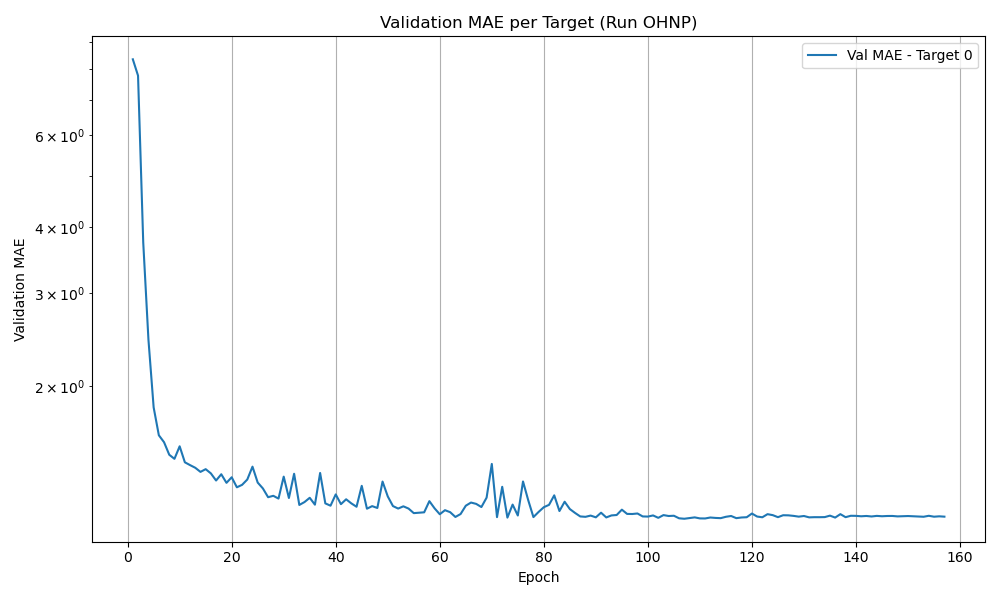 Validation MAE per Target (Run OHNP)
Val MAE - Target 0
6 × 10⁰
4 × 10⁰
3 × 10⁰
2 × 10⁰
Validation MAE
0 20 40 60 80 100 120 140 160
Epoch